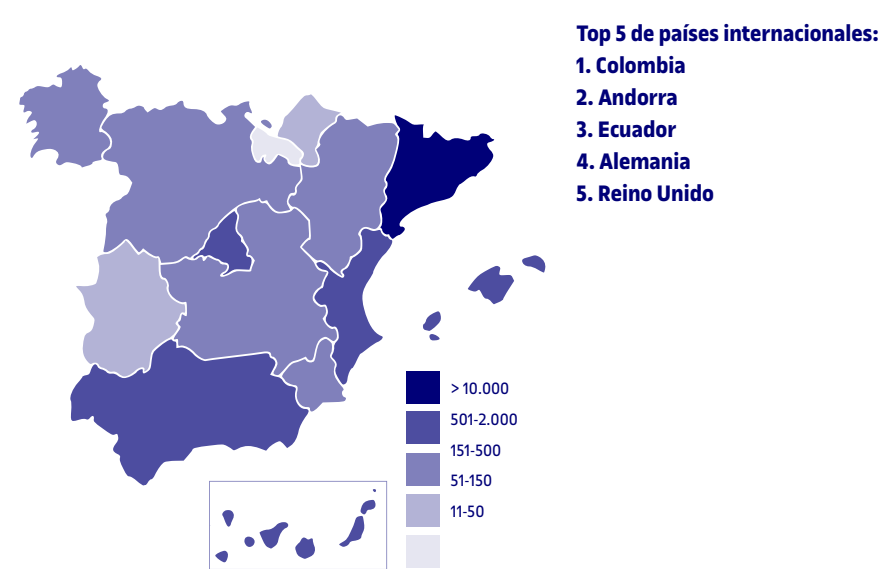 Top 5 de países internacionales:
1. Colombia
2. Andorra
3. Ecuador
4. Alemania
5. Reino Unido
> 10.000
501-2.000
151-500
51-150
11-50